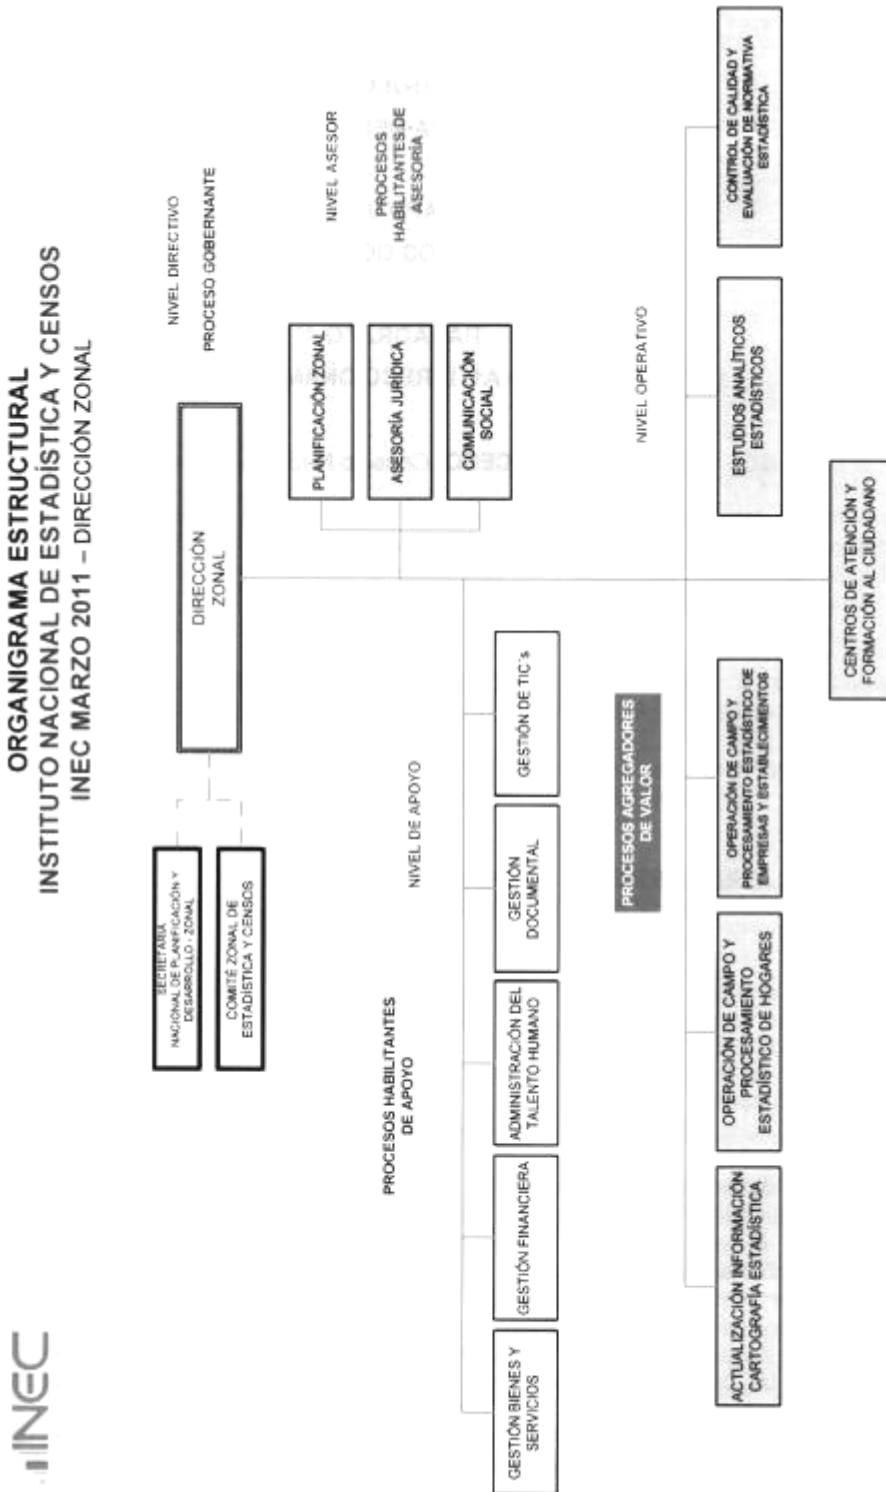 INEC
ORGANIGRAMA ESTRUCTURAL
INSTITUTO NACIONAL DE ESTADÍSTICA Y CENSOS
INEC MARZO 2011 – DIRECCIÓN ZONAL
SECRETARÍA
NACIONAL DE PLANIFICACIÓN Y
DESARROLLO - ZONAL
COMITÉ ZONAL DE
ESTADÍSTICA Y CENSOS
DIRECCIÓN
ZONAL
NIVEL DIRECTIVO
PROCESO GOBERNANTE
PLANIFICACIÓN ZONAL
ASESORÍA JURÍDICA
COMUNICACIÓN
SOCIAL
NIVEL ASESOR
PROCESOS
HABILITANTES DE
ASESORÍA
PROCESOS HABILITANTES
DE APOYO
NIVEL DE APOYO
GESTIÓN BIENES Y
SERVICIOS
GESTIÓN FINANCIERA
ADMINISTRACIÓN DEL
TALENTO HUMANO
GESTIÓN
DOCUMENTAL
GESTIÓN DE TIC´s
PROCESOS AGREGADORES
DE VALOR
NIVEL OPERATIVO
ACTUALIZACIÓN INFORMACIÓN
CARTOGRAFÍA ESTADÍSTICA
OPERACIÓN DE CAMPO Y
PROCESAMIENTO
ESTADÍSTICO DE HOGARES
OPERACIÓN DE CAMPO Y
PROCESAMIENTO ESTADÍSTICO DE
EMPRESAS Y ESTABLECIMIENTOS
ESTUDIOS ANALÍTICOS
ESTADÍSTICOS
CONTROL DE CALIDAD Y
EVALUACIÓN DE NORMATIVA
ESTADÍSTICA
CENTROS DE ATENCIÓN Y
FORMACIÓN AL CIUDADANO